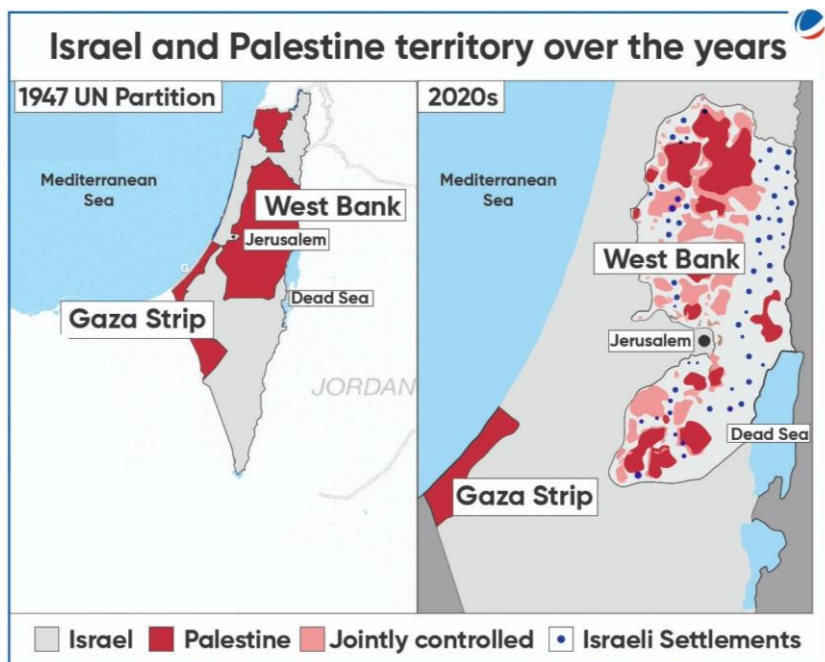 Israel and Palestine territory over the years
1947 UN Partition
Mediterranean
Sea
West Bank
Jerusalem
Dead Sea
Gaza Strip
JORDAN
2020s
Mediterranean
Sea
West Bank
Jerusalem
Dead Sea
Gaza Strip
Israel
Palestine
Jointly controlled
Israeli Settlements